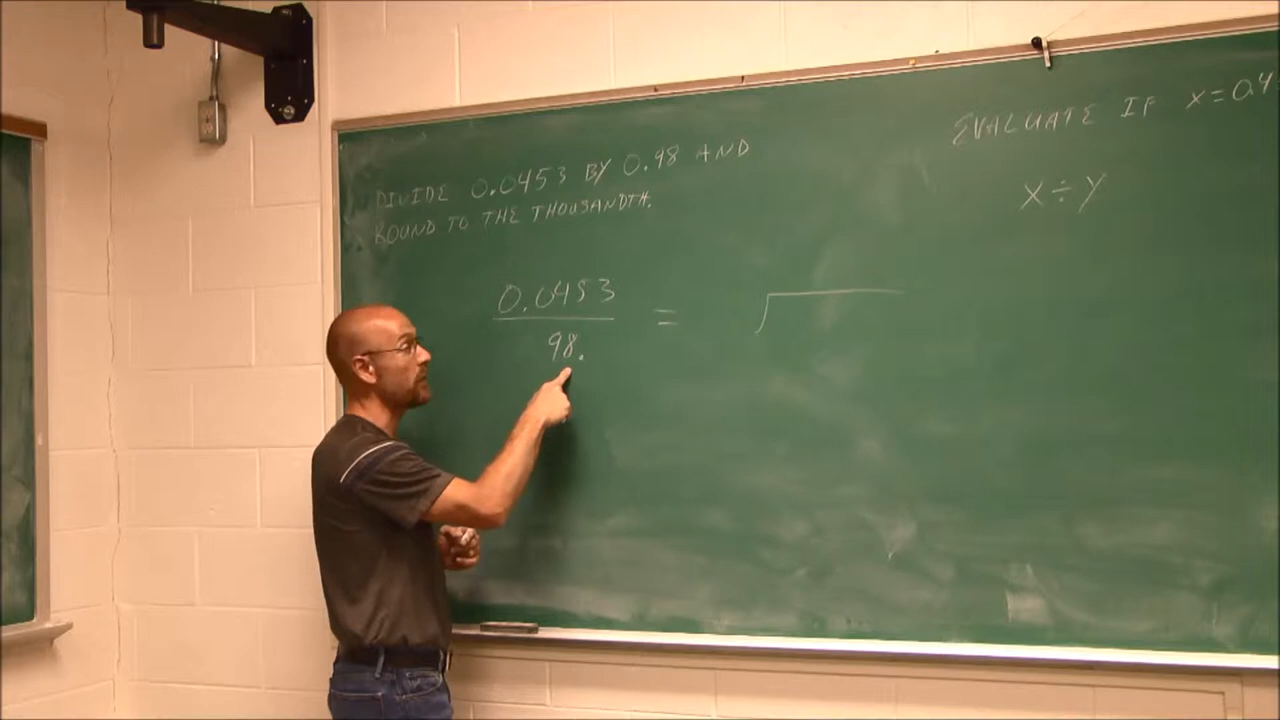 DIVIDE 0.0453 BY 0.98 AND
ROUND TO THE THOUSANDTH.
0.0453
98.
=
EVALUATE IF X=0.4
X÷Y